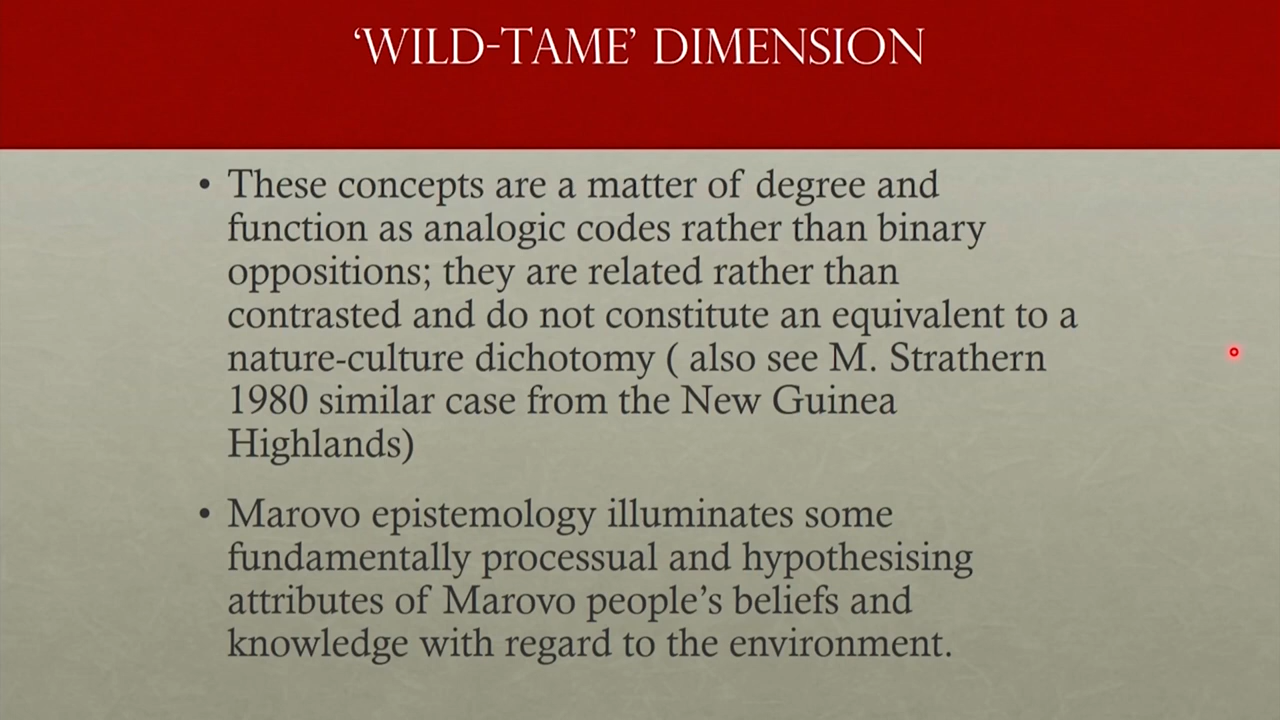 ‘WILD-TAME’ DIMENSION
• These concepts are a matter of degree and
function as analogic codes rather than binary
oppositions; they are related rather than
contrasted and do not constitute an equivalent to a
nature-culture dichotomy ( also see M. Strathern
1980 similar case from the New Guinea
Highlands)
• Marovo epistemology illuminates some
fundamentally processual and hypothesising
attributes of Marovo people’s beliefs and
knowledge with regard to the environment.